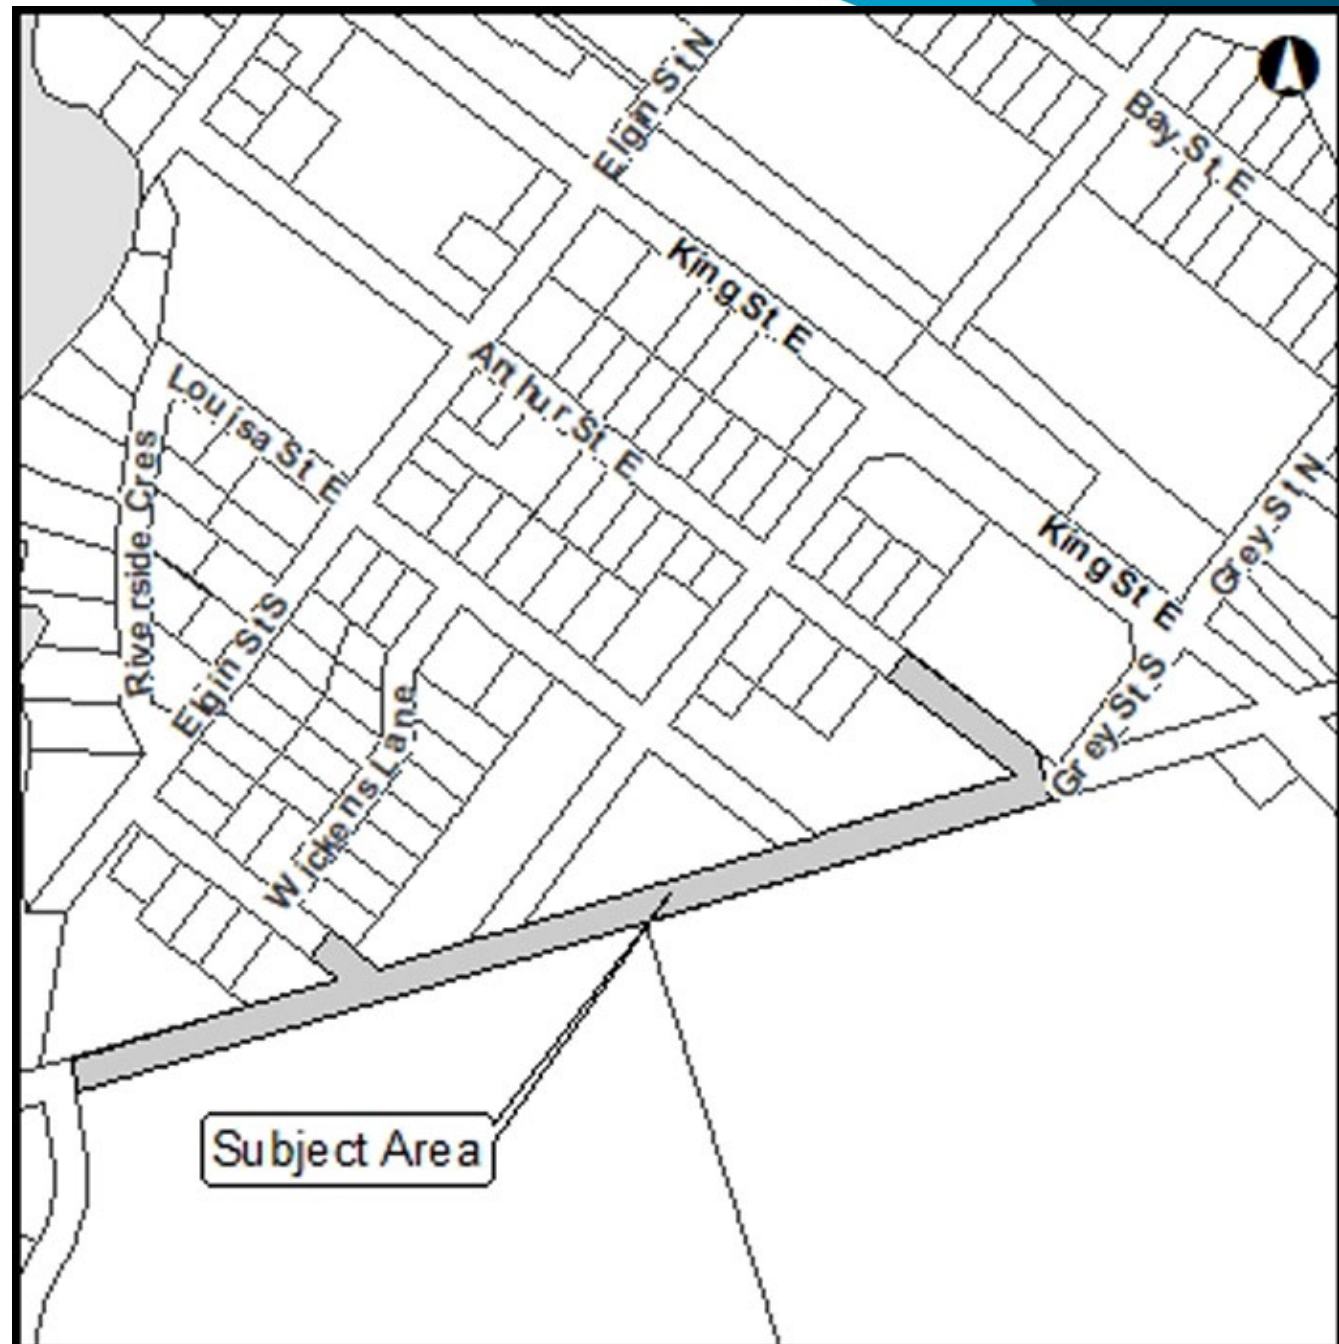 Elgin St N
Bay St E
King St E
Arthur St E
Louisa St E
Riverside Cres
Grey St N
King St E
Elgin St S
Grey St S
Wickens Lane
Subject Area